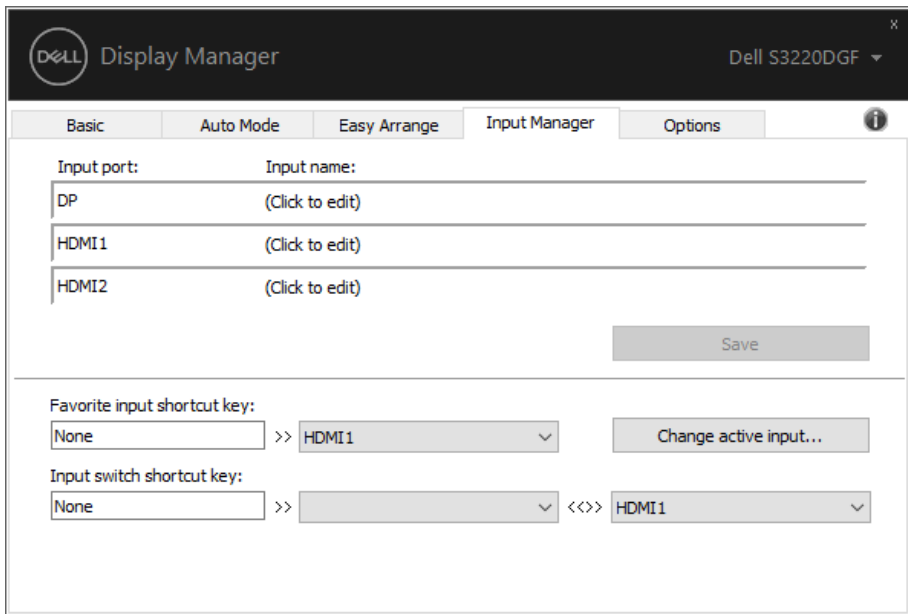 x
DELL Display Manager Dell S3220DGF
Basic Auto Mode Easy Arrange Input Manager Options i
Input port: Input name:
DP (Click to edit)
HDMI1 (Click to edit)
HDMI2 (Click to edit)
Save
Favorite input shortcut key:
None >> HDMI1 Change active input...
Input switch shortcut key:
None >> <<>> HDMI1